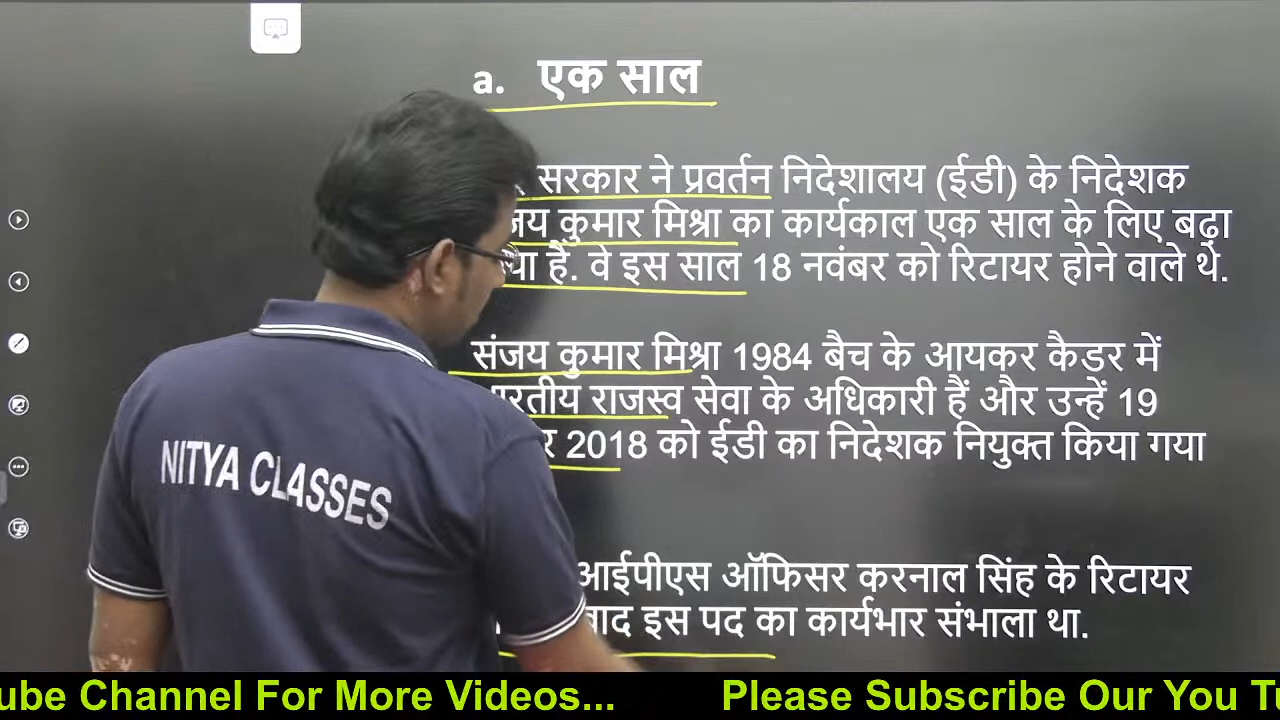 a. एक साल
सरकार ने प्रवर्तन निदेशालय (ईडी) के निदेशक
कुमार मिश्रा का कार्यकाल एक साल के लिए बढ़ा
है. वे इस साल 18 नवंबर को रिटायर होने वाले थे.
संजय कुमार मिश्रा 1984 बैच के आयकर कैडर में
राजस्व सेवा के अधिकारी हैं और उन्हें 19
2018 को ईडी का निदेशक नियुक्त किया गया
आईपीएस ऑफिसर करनाल सिंह के रिटायर
बाद इस पद का कार्यभार संभाला था.
NITYA CLASSES
ube Channel For More Videos... Please Subscribe Our You